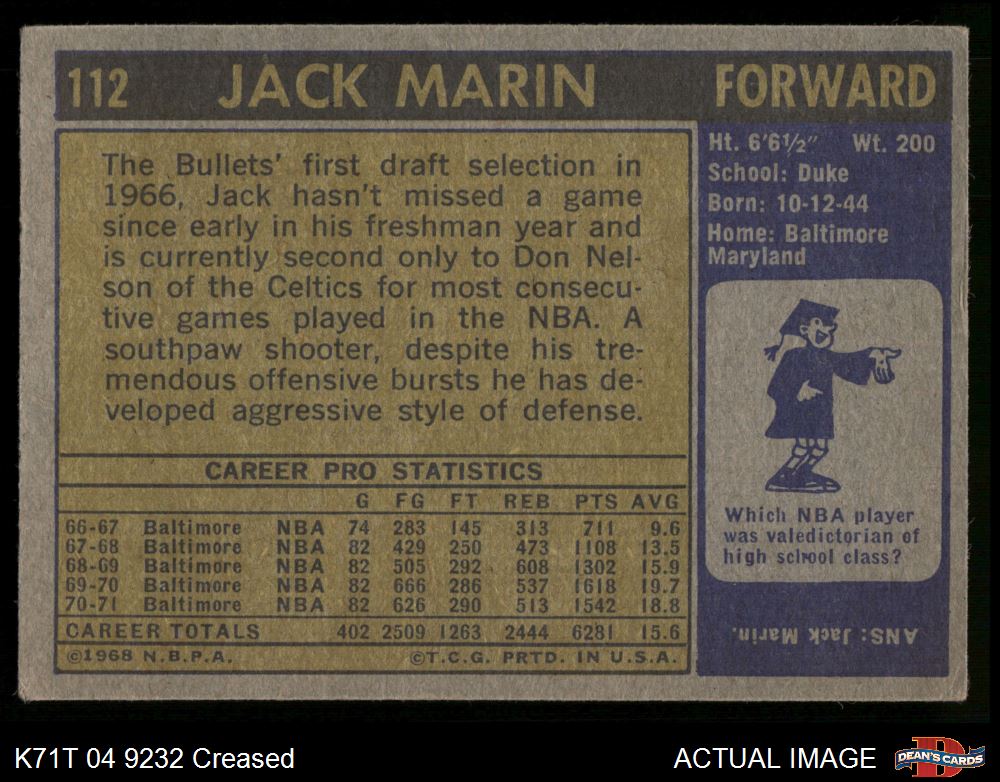 112 JACK MARIN FORWARD
The Bullets' first draft selection in
1966, Jack hasn't missed a game
since early in his freshman year and
is currently second only to Don Nel-
son of the Celtics for most consecu-
tive games played in the NBA. A
southpaw shooter, despite his tre-
mendous offensive bursts he has de-
veloped aggressive style of defense.
CAREER PRO STATISTICS
G FG FT REB PTS AVG
66-67 Baltimore NBA 74 283 145 313 711 9.6
67-68 Baltimore NBA 82 429 250 473 1108 13.5
68-69 Baltimore NBA 82 505 292 608 1302 15.9
69-70 Baltimore NBA 82 666 286 537 1618 19.7
70-71 Baltimore NBA 82 626 290 513 1542 18.8
CAREER TOTALS 402 2509 1263 2444 6281 15.6
©1968 N.B.P.A. ©T.C.G. PRTD. IN U.S.A.
Ht. 6'6½" Wt. 200
School: Duke
Born: 10-12-44
Home: Baltimore
Maryland
Which NBA player
was valedictorian of
high school class?
ANS: Jack Marin.
K71T 04 9232 Creased
ACTUAL IMAGE
D
DEAN'S CARDS